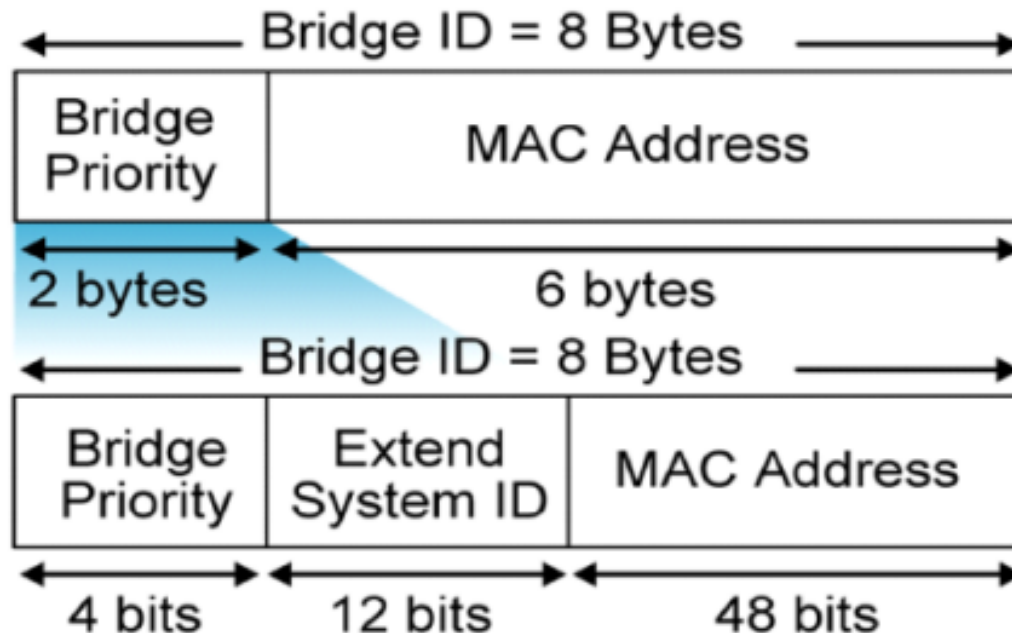 Bridge ID = 8 Bytes
Bridge
Priority
MAC Address
2 bytes
6 bytes
Bridge ID = 8 Bytes
Bridge
Priority
Extend
System ID
MAC Address
4 bits
12 bits
48 bits